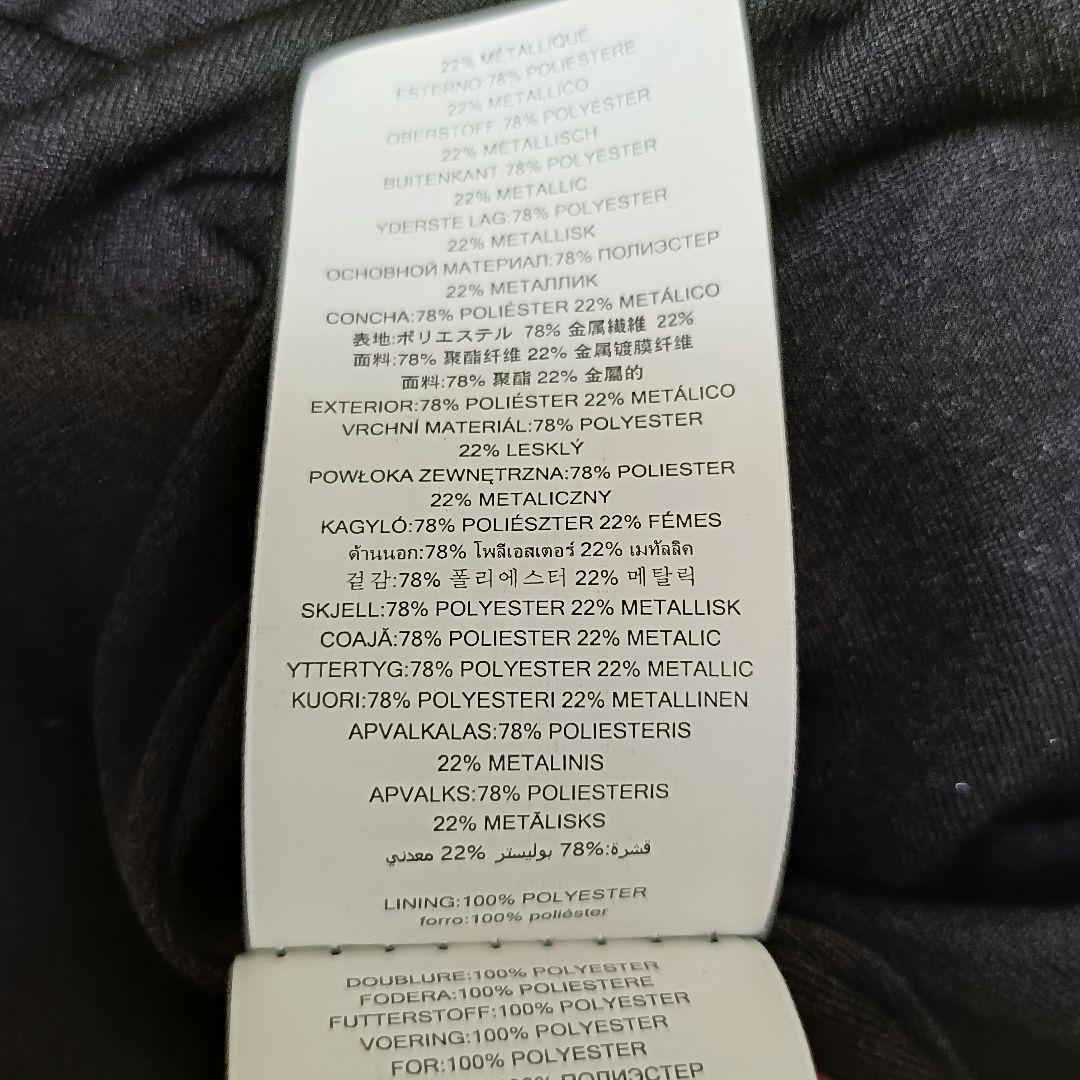 22% MÉTALLIQUE
ESTERNO 78% POLIESTERE
22% METALLICO
OBERSTOFF:78% POLYESTER
22% METALLISCH
BUITENKANT:78% POLYESTER
22% METALLIC
YDERSTE LAG:78% POLYESTER
22% METALLISK
ОСНОВНОЙ МАТЕРИАЛ:78% ПОЛИЭСТЕР
22% МЕТАЛЛИК
CONCHA:78% POLIÉSTER 22% METÁLICO
表地:ポリエステル 78% 金属繊維 22%
面料:78% 聚酯纤维 22% 金属镀膜纤维
面料:78% 聚酯 22% 金屬的
EXTERIOR:78% POLIÉSTER 22% METÁLICO
VRCHNÍ MATERIÁL:78% POLYESTER
22% LESKLÝ
POWŁOKA ZEWNĘTRZNA:78% POLIESTER
22% METALICZNY
KAGYLÓ:78% POLIÉSZTER 22% FÉMES
ด้านนอก:78% โพลีเอสเตอร์ 22% เมทัลลิค
겉감:78% 폴리에스터 22% 메탈릭
SKJELL:78% POLYESTER 22% METALLISK
COAJĂ:78% POLIESTER 22% METALIC
YTTERTYG:78% POLYESTER 22% METALLIC
KUORI:78% POLYESTERI 22% METALLINEN
APVALKALAS:78% POLIESTERIS
22% METALINIS
APVALKS:78% POLIESTERIS
22% METĀLISKS
قشرة:78% بوليستر 22% معدني
LINING:100% POLYESTER
forro:100% poliéster
DOUBLURE:100% POLYESTER
FODERA:100% POLIESTERE
FUTTERSTOFF:100% POLYESTER
VOERING:100% POLYESTER
FOR:100% POLYESTER
100% ПОЛИЭСТЕР